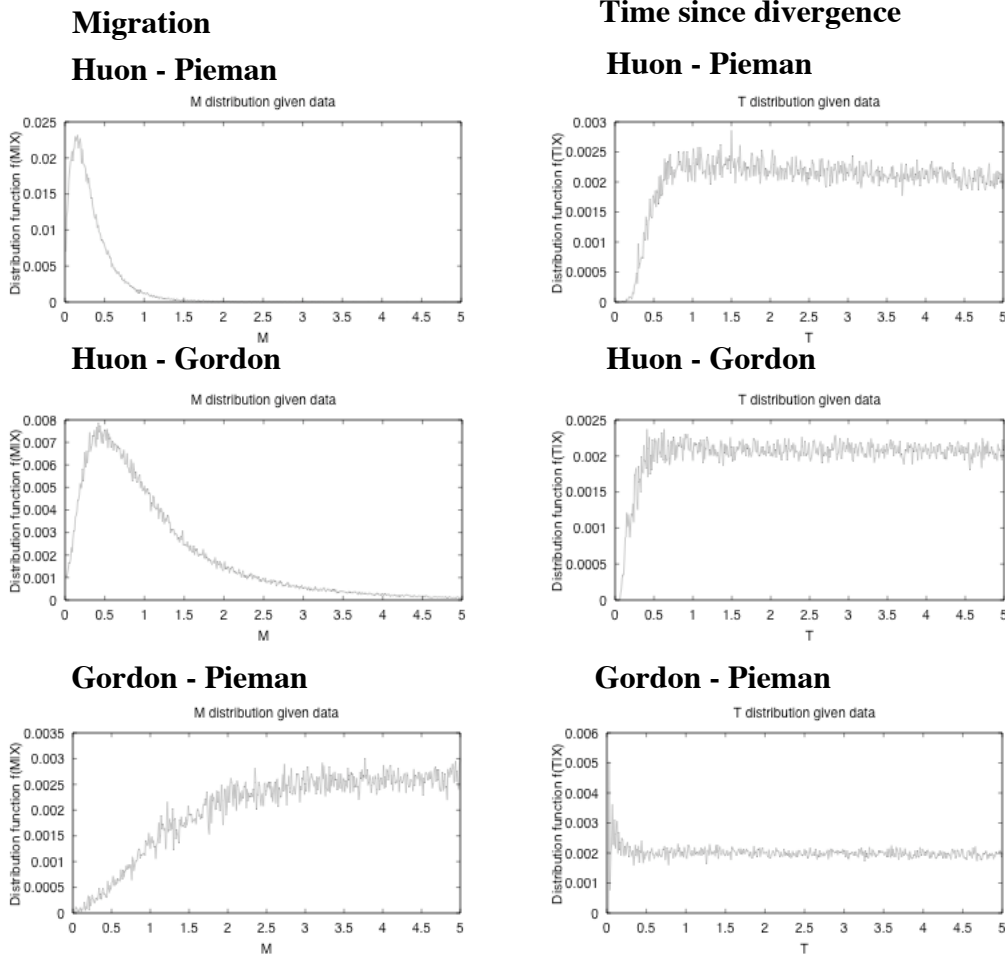 Migration
Time since divergence
Huon - Pieman
Huon - Pieman
M distribution given data
Distribution function f(MIX)
0.025
0.02
0.015
0.01
0.005
0
0 0.5 1 1.5 2 2.5 3 3.5 4 4.5 5
M
T distribution given data
Distribution function f(TIX)
0.003
0.0025
0.002
0.0015
0.001
0.0005
0
0 0.5 1 1.5 2 2.5 3 3.5 4 4.5 5
T
Huon - Gordon
Huon - Gordon
M distribution given data
Distribution function f(MIX)
0.008
0.007
0.006
0.005
0.004
0.003
0.002
0.001
0
0 0.5 1 1.5 2 2.5 3 3.5 4 4.5 5
M
T distribution given data
Distribution function f(TIX)
0.0025
0.002
0.0015
0.001
0.0005
0
0 0.5 1 1.5 2 2.5 3 3.5 4 4.5 5
T
Gordon - Pieman
Gordon - Pieman
M distribution given data
Distribution function f(MIX)
0.0035
0.003
0.0025
0.002
0.0015
0.001
0.0005
0
0 0.5 1 1.5 2 2.5 3 3.5 4 4.5 5
M
T distribution given data
Distribution function f(TIX)
0.006
0.005
0.004
0.003
0.002
0.001
0
0 0.5 1 1.5 2 2.5 3 3.5 4 4.5 5
T